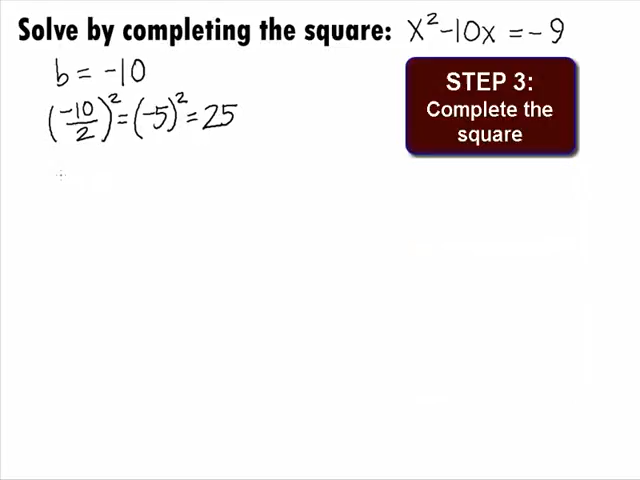 Solve by completing the square: x²-10x = -9
b = -10
(-10/2)² = (-5)² = 25
STEP 3:
Complete the
square